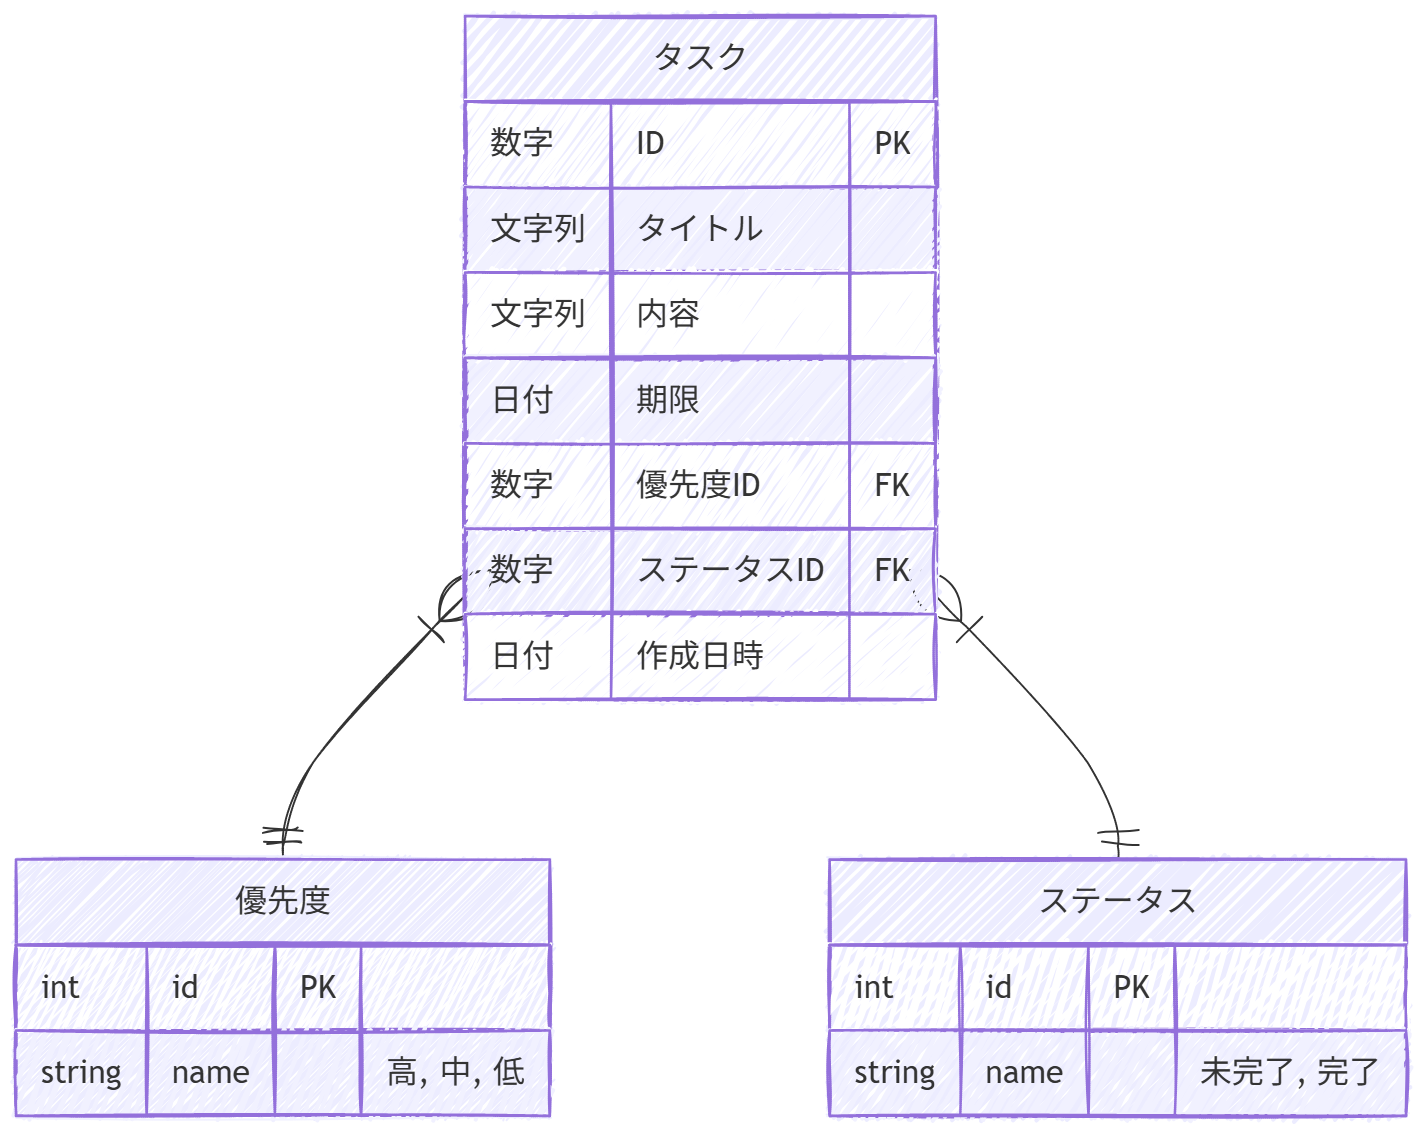 タスク
数字 ID PK
文字列 タイトル
文字列 内容
日付 期限
数字 優先度ID FK
数字 ステータスID FK
日付 作成日時
優先度
int id PK
string name 高, 中, 低
ステータス
int id PK
string name 未完了, 完了